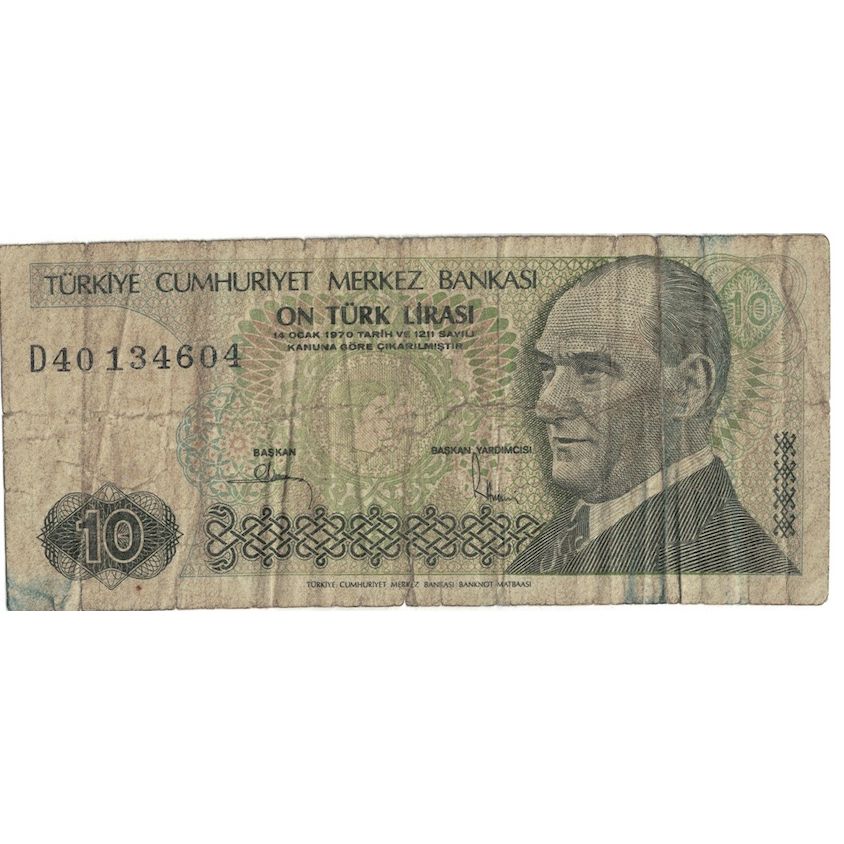 TÜRKİYE CUMHURİYET MERKEZ BANKASI
ON TÜRK LİRASI
14 OCAK 1970 TARİH VE 1211 SAYILI
KANUNA GÖRE ÇIKARILMIŞTIR
10
D40 134604
BAŞKAN
BAŞKAN YARDIMCISI
10
TÜRKİYE CUMHURİYET MERKEZ BANKASI BANKNOT MATBAASI